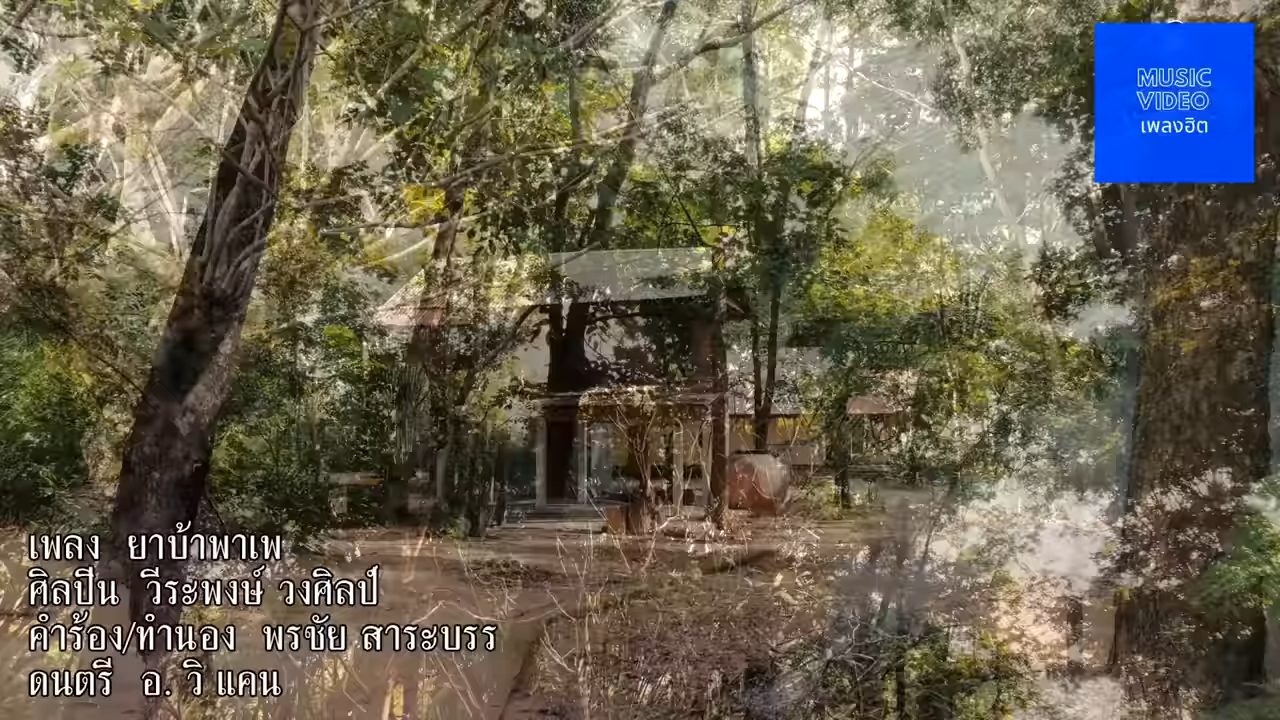 MUSIC
VIDEO
เพลงฮิต
เพลง ยาบ้าพาเพ
ศิลปิน วีระพงษ์ วงศิลป์
คำร้อง/ทำนอง พรชัย สาระบรร
ดนตรี อ. วิ แคน